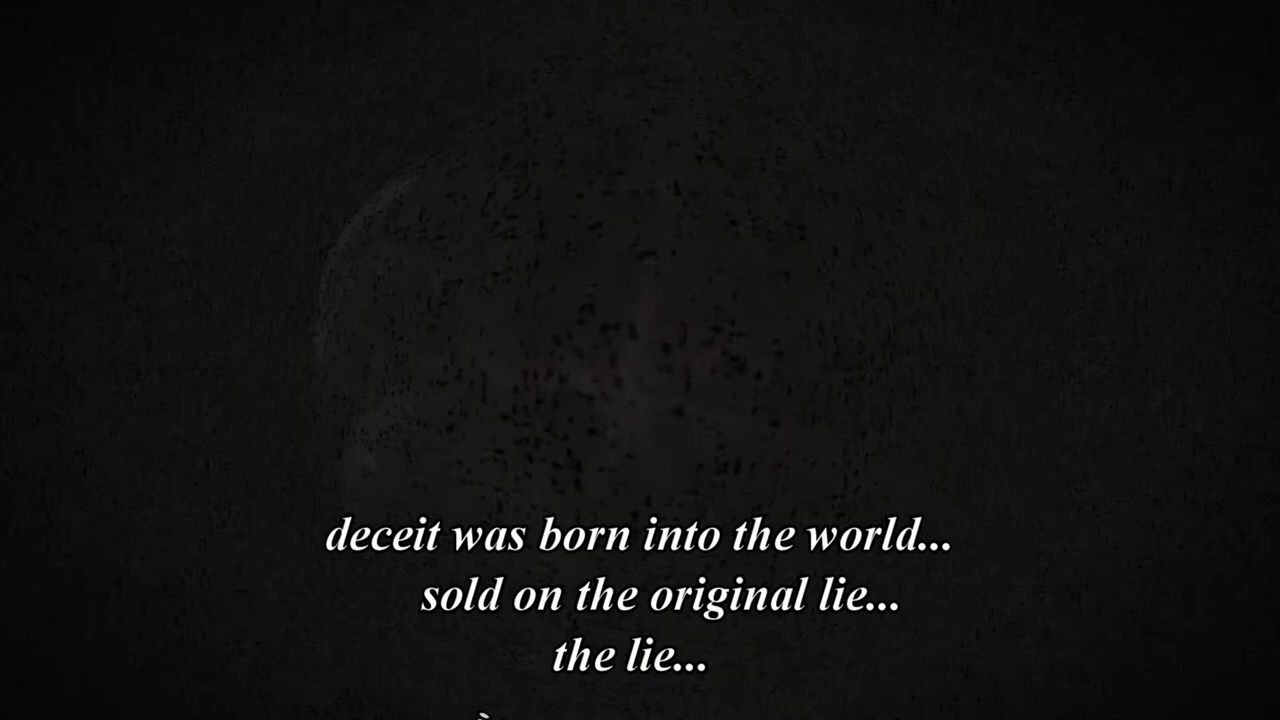 deceit was born into the world...
sold on the original lie...
the lie...